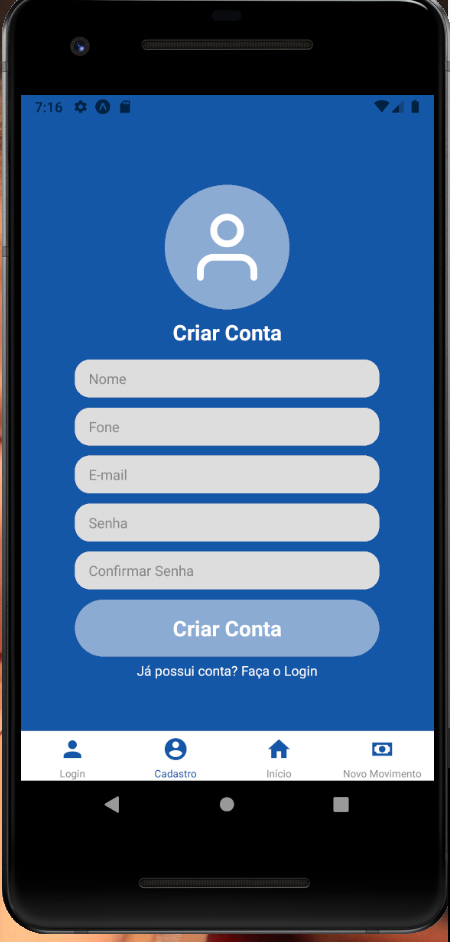 7:16
Criar Conta
Nome
Fone
E-mail
Senha
Confirmar Senha
Criar Conta
Já possui conta? Faça o Login
Login Cadastro Início Novo Movimento